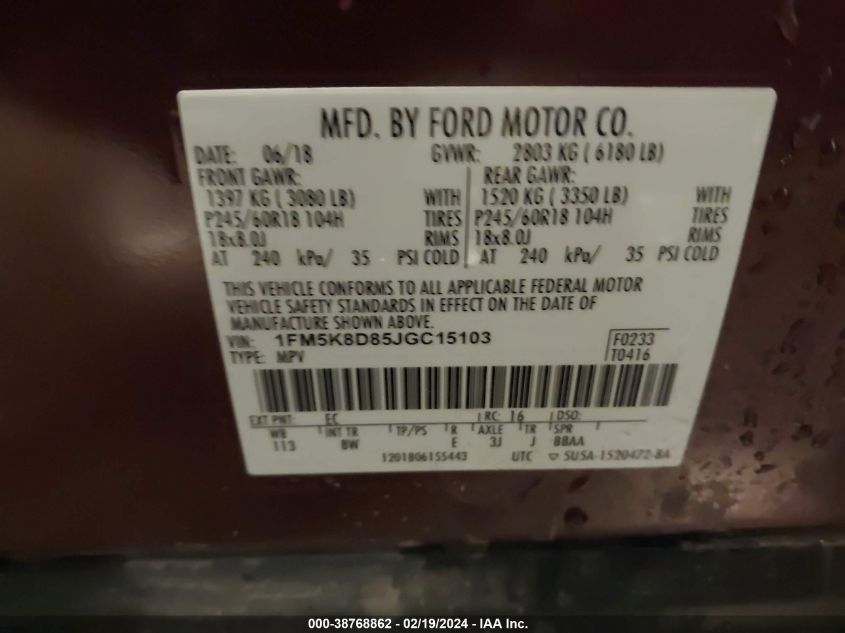 MFD. BY FORD MOTOR CO.
DATE: 06/18 GVWR: 2803 KG ( 6180 LB)
FRONT GAWR: REAR GAWR:
1397 KG ( 3080 LB) WITH 1520 KG ( 3350 LB) WITH
P245/60R18 104H TIRES P245/60R18 104H TIRES
18x8.0J RIMS 18x8.0J RIMS
AT 240 kPa/ 35 PSI COLD AT 240 kPa/ 35 PSI COLD
THIS VEHICLE CONFORMS TO ALL APPLICABLE FEDERAL MOTOR
VEHICLE SAFETY STANDARDS IN EFFECT ON THE DATE OF
MANUFACTURE SHOWN ABOVE.
VIN: 1FM5K8D85JGC15103 F0233
TYPE: MPV T0416
EXT PNT: EC RC: 16 DSO:
WB INT TR TP/PS R AXLE TR SPR
113 8W E 3J J BBAA
1201806155443 UTC ▽ 5U5A-1520472-BA
000-38768862 - 02/19/2024 - IAA Inc.